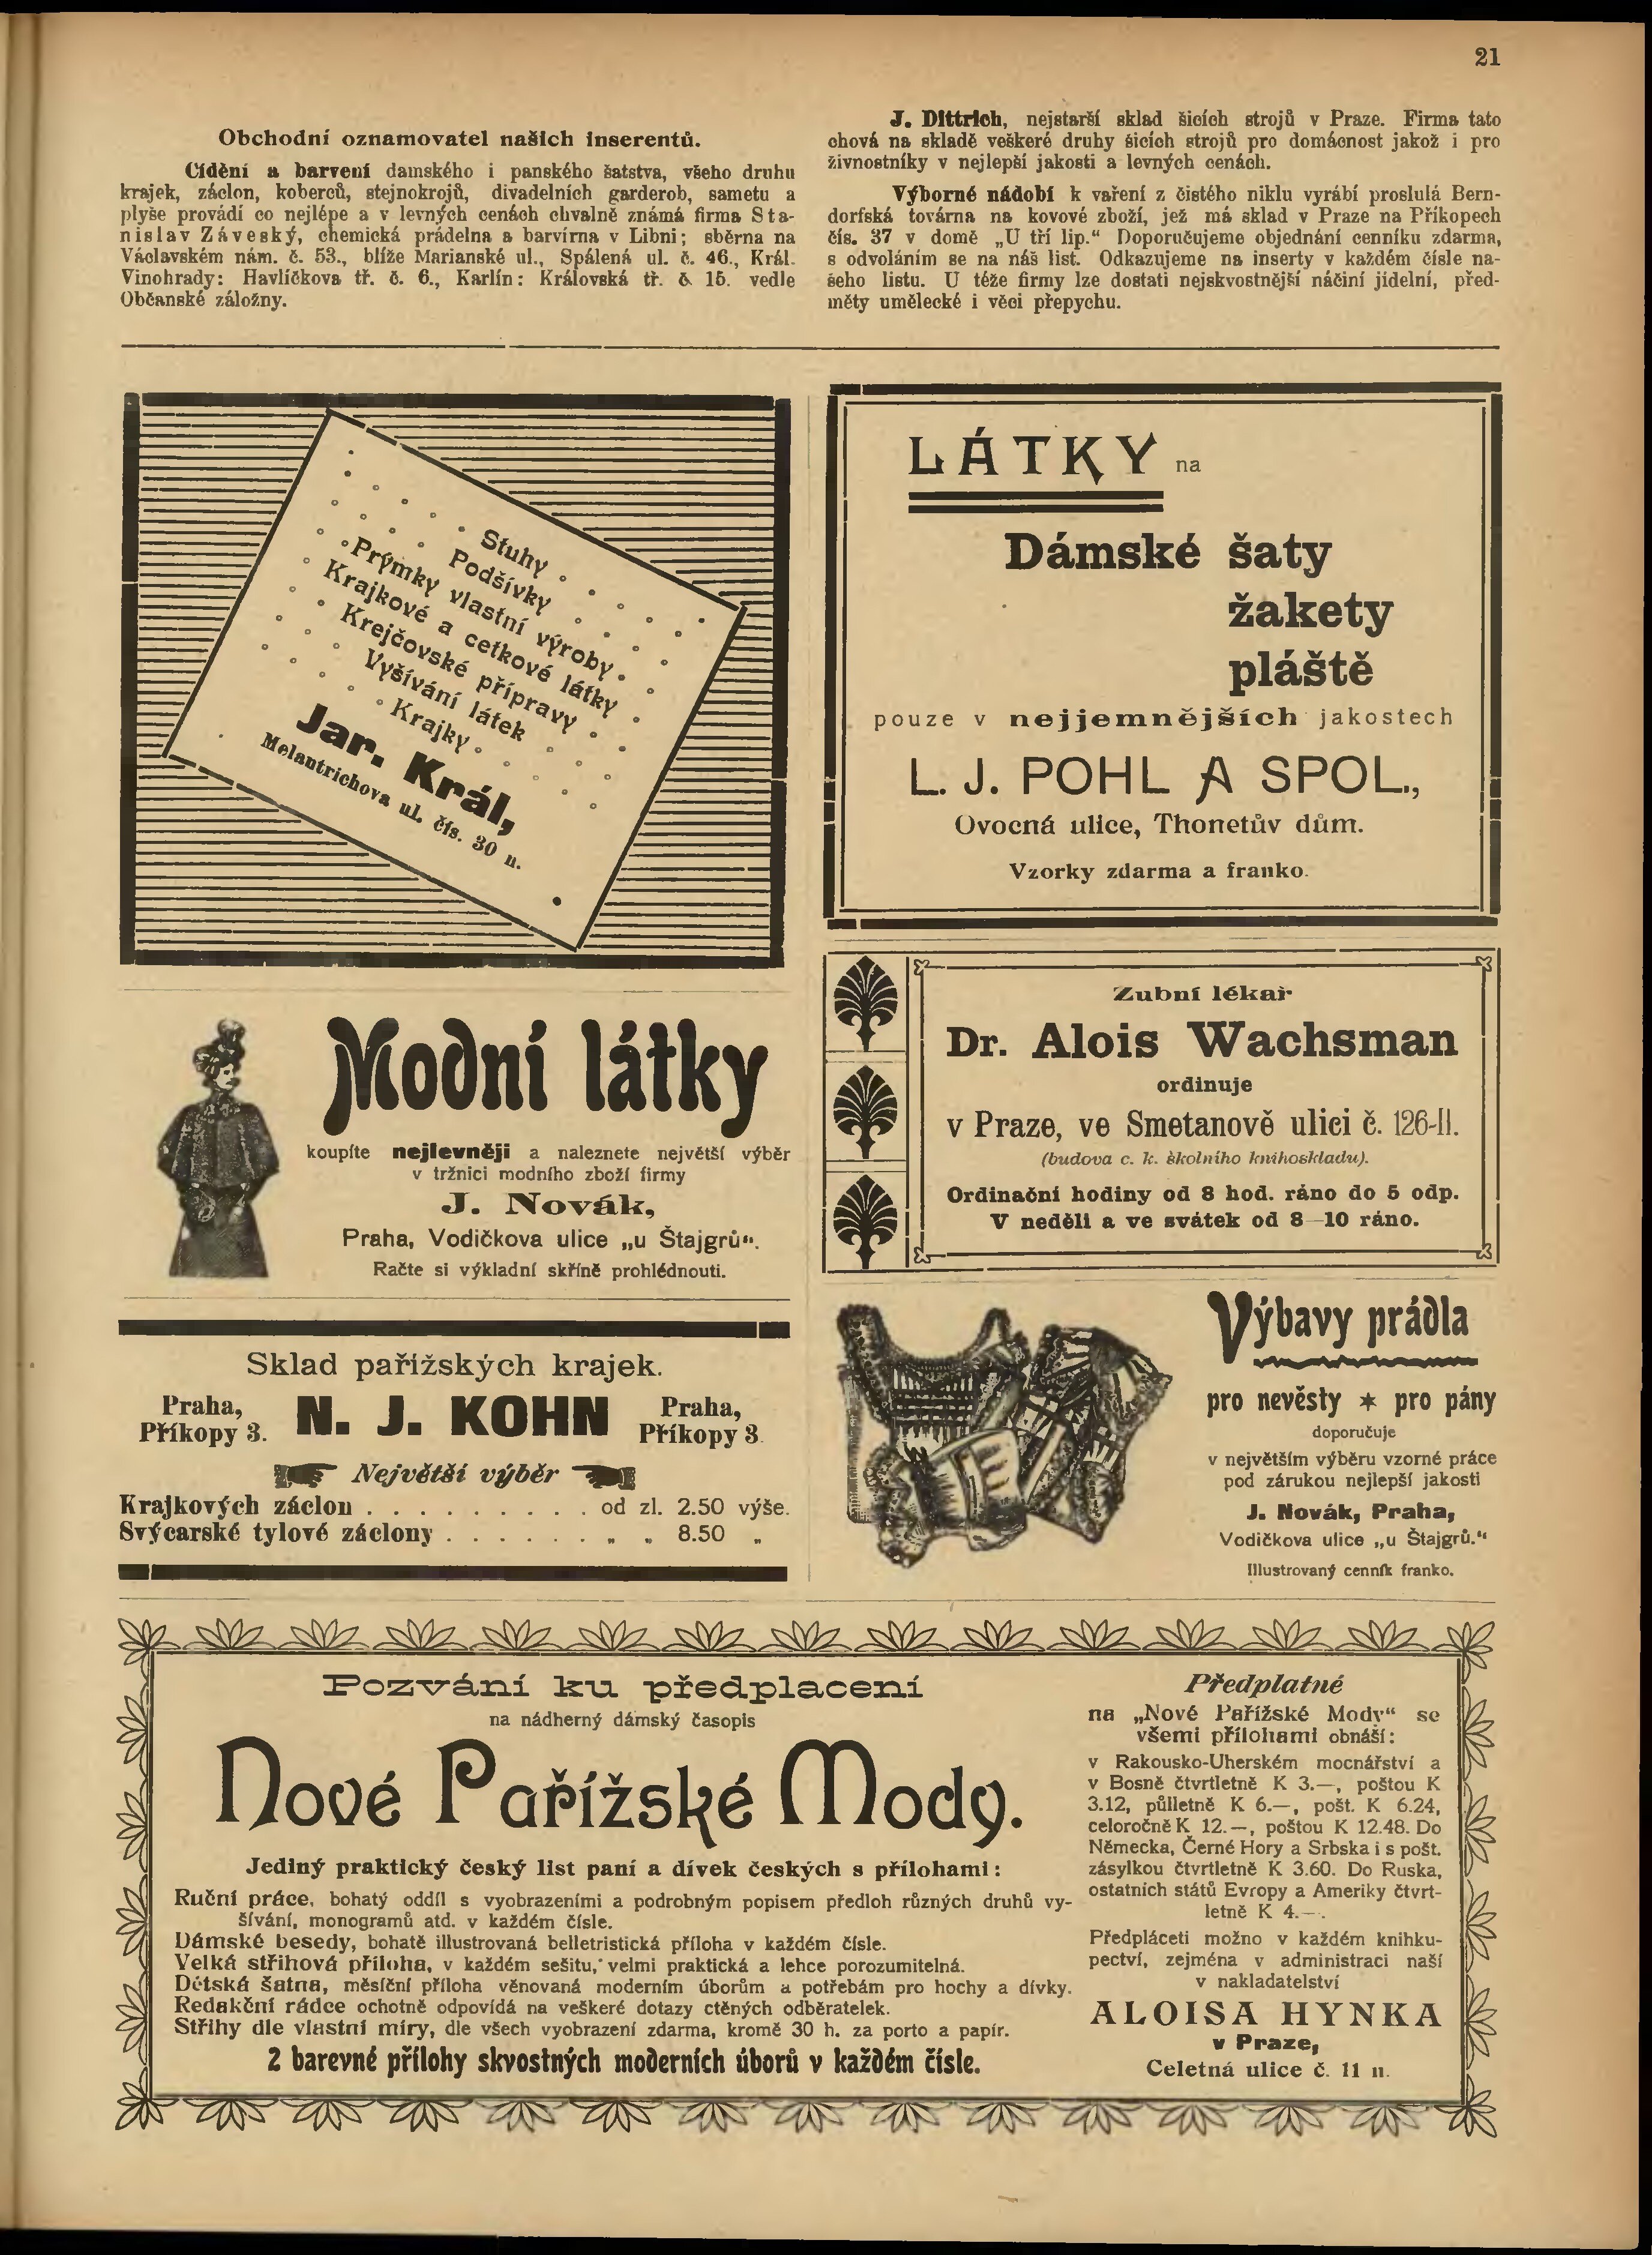 21
Obchodní oznamovatel našich inserentů.
Cídění a barvení damského i panského šatstva, všeho druhu
krajek, záclon, koberců, stejnokrojů, divadelních garderob, sametu a
plyše provádí co nejlépe a v levných cenách chvalně známá firma Sta-
nislav Záveský, chemická prádelna a barvírna v Libni; sběrna na
Václavském nám. č. 53., blíže Marianské ul., Spálená ul. č. 46., Král.
Vinohrady: Havlíčkova tř. č. 6., Karlín: Královská tř. č. 15. vedle
Občanské záložny.
J. Dittrich, nejstarší sklad šicích strojů v Praze. Firma tato
chová na skladě veškeré druhy šicích strojů pro domácnost jakož i pro
živnostníky v nejlepší jakosti a levných cenách.
Výborné nádobí k vaření z čistého niklu vyrábí proslulá Bern-
dorfská továrna na kovové zboží, jež má sklad v Praze na Příkopech
čís. 37 v domě „U tří lip.“ Doporučujeme objednání cenníku zdarma,
s odvoláním se na náš list. Odkazujeme na inserty v každém čísle na-
šeho listu. U téže firmy lze dostati nejskvostnější náčiní jídelní, před-
měty umělecké i věci přepychu.
Stuhy
Podšívky
Prýmky vlastní výroby
Krajkové a cetkové látky
Krejčovské přípravy
Vyšívání látek
Krajky
Jar. Král,
Melantrichova ul. čís. 30 n.
LÁTKY na
Dámské šaty
žakety
pláště
pouze v nejjemnějších jakostech
L. J. POHL A SPOL.,
Ovocná ulice, Thonetův dům.
Vzorky zdarma a franko.
Modní látky
koupíte nejlevněji a naleznete největší výběr
v tržnici modního zboží firmy
J. Novák,
Praha, Vodičkova ulice „u Štajgrů“.
Račte si výkladní skříně prohlédnouti.
Zubní lékař
Dr. Alois Wachsman
ordinuje
v Praze, ve Smetanově ulici č. 126-II.
(budova c. k. školního knihoskladu).
Ordinační hodiny od 8 hod. ráno do 5 odp.
V neděli a ve svátek od 8–10 ráno.
Sklad pařížských krajek.
Praha, Příkopy 3. N. J. KOHN Praha, Příkopy 3.
Největší výběr
Krajkových záclon . . . . . . . . . . od zl. 2.50 výše.
Švýcarské tylové záclony . . . . . . . „ „ 8.50 „
Výbavy prádla
pro nevěsty * pro pány
doporučuje
v největším výběru vzorné práce
pod zárukou nejlepší jakosti
J. Novák, Praha,
Vodičkova ulice „u Štajgrů.“
Illustrovaný cenník franko.
Pozvání ku předplacení
na nádherný dámský časopis
Nové Pařížské Mody.
Jediný praktický český list paní a dívek českých s přílohami:
Ruční práce, bohatý oddíl s vyobrazeními a podrobným popisem předloh různých druhů vy-
šívání, monogramů atd. v každém čísle.
Dámské besedy, bohatě illustrovaná belletristická příloha v každém čísle.
Velká střihová příloha, v každém sešitu, velmi praktická a lehce porozumitelná.
Dětská šatna, měsíční příloha věnovaná moderním úborům a potřebám pro hochy a dívky.
Redakční rádce ochotně odpovídá na veškeré dotazy ctěných odběratelek.
Střihy dle vlastní míry, dle všech vyobrazení zdarma, kromě 30 h. za porto a papír.
2 barevné přílohy skvostných moderních úborů v každém čísle.
Předplatné
na „Nové Pařížské Mody“ se
všemi přílohami obnáší:
v Rakousko-Uherském mocnářství a
v Bosně čtvrtletně K 3.—, poštou K
3.12, půlletně K 6.—, pošt. K 6.24,
celoročně K 12.—, poštou K 12.48. Do
Německa, Černé Hory a Srbska i s pošt.
zásylkou čtvrtletně K 3.60. Do Ruska,
ostatních států Evropy a Ameriky čtvrt-
letně K 4.—.
Předpláceti možno v každém knihku-
pectví, zejména v administraci naší
v nakladatelství
ALOISA HYNKA
v Praze,
Celetná ulice č. 11 n.